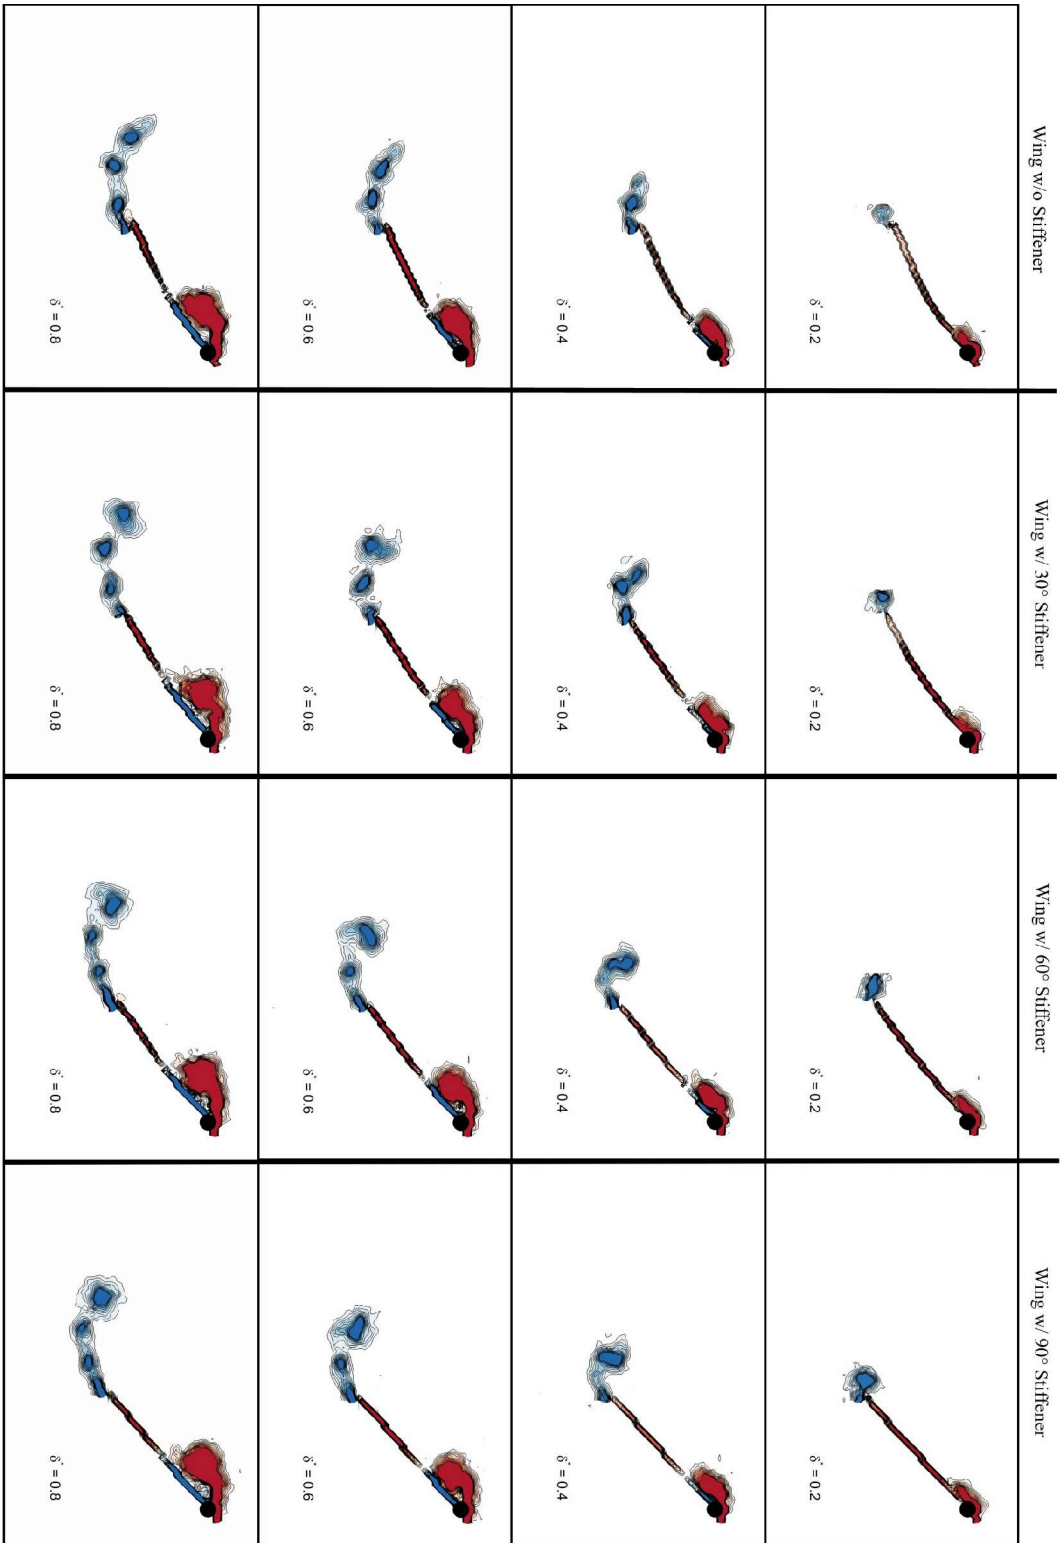 Wing w/o Stiffener
Wing w/ 30° Stiffener
Wing w/ 60° Stiffener
Wing w/ 90° Stiffener
δ* = 0.2
δ* = 0.2
δ* = 0.2
δ* = 0.2
δ* = 0.4
δ* = 0.4
δ* = 0.4
δ* = 0.4
δ* = 0.6
δ* = 0.6
δ* = 0.6
δ* = 0.6
δ* = 0.8
δ* = 0.8
δ* = 0.8
δ* = 0.8